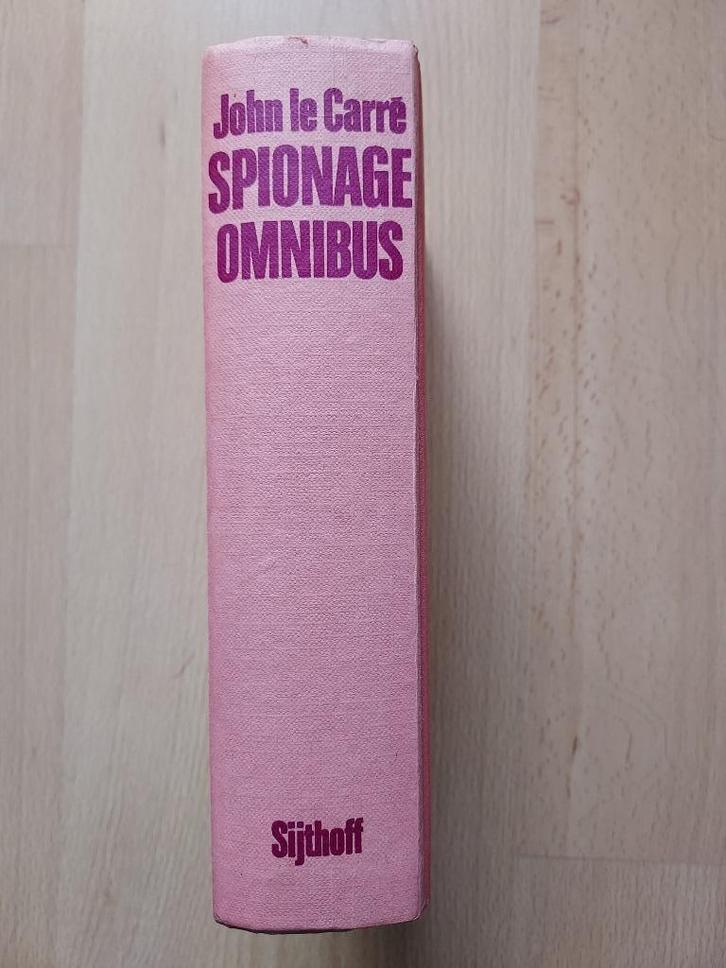 John le Carré
SPIONAGE
OMNIBUS
Sijthoff